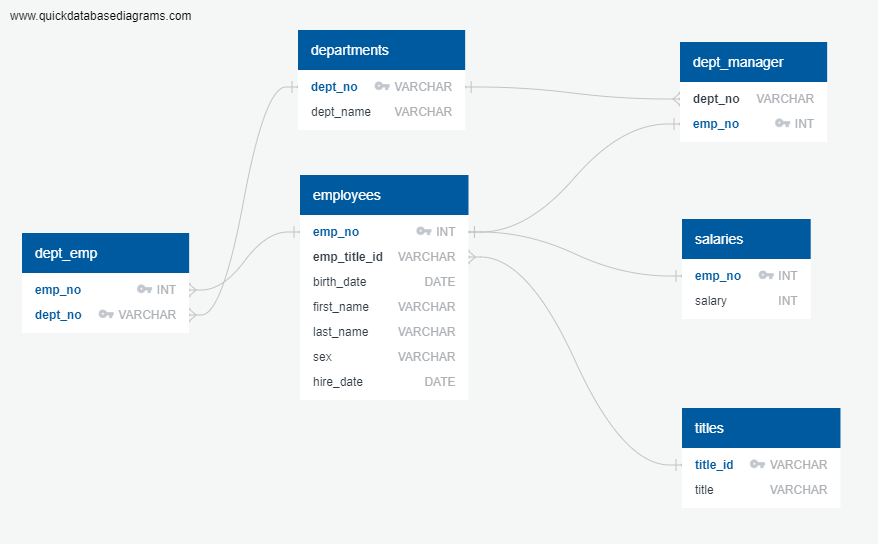 www.quickdatabasediagrams.com
departments
dept_no VARCHAR
dept_name VARCHAR
dept_manager
dept_no VARCHAR
emp_no INT
employees
emp_no INT
emp_title_id VARCHAR
birth_date DATE
first_name VARCHAR
last_name VARCHAR
sex VARCHAR
hire_date DATE
dept_emp
emp_no INT
dept_no VARCHAR
salaries
emp_no INT
salary INT
titles
title_id VARCHAR
title VARCHAR